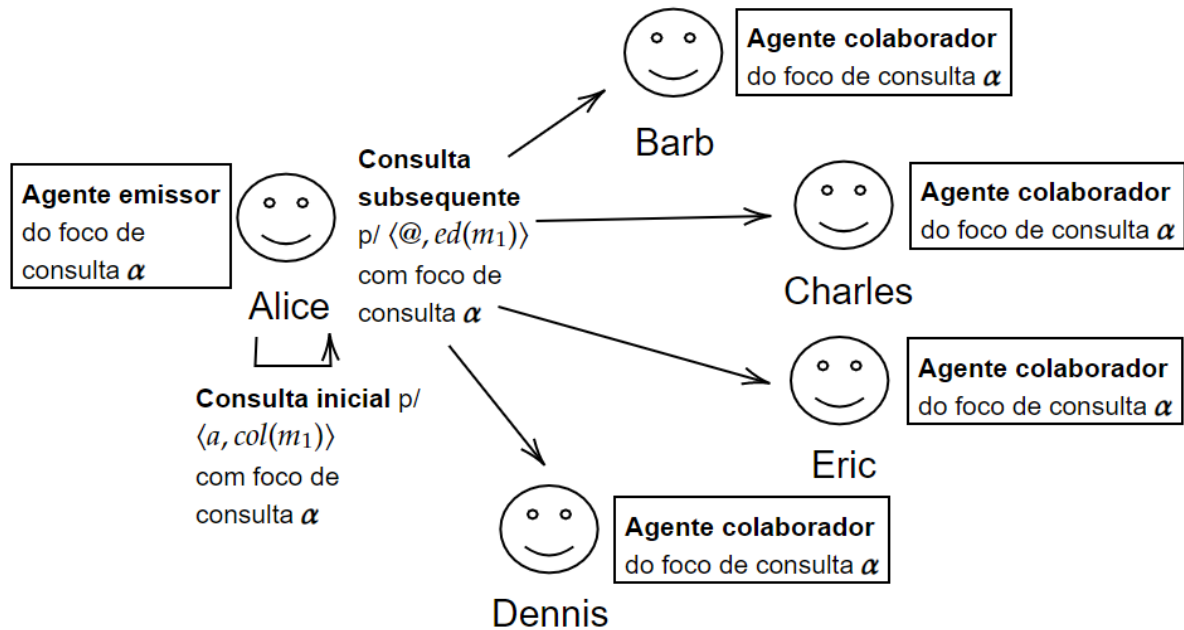 Agente colaborador
do foco de consulta α
Barb
Agente emissor
do foco de
consulta α
Alice
Consulta
subsequente
p/ ⟨@, ed(m₁)⟩
com foco de
consulta α
Agente colaborador
do foco de consulta α
Charles
Consulta inicial p/
⟨a, col(m₁)⟩
com foco de
consulta α
Agente colaborador
do foco de consulta α
Eric
Agente colaborador
do foco de consulta α
Dennis